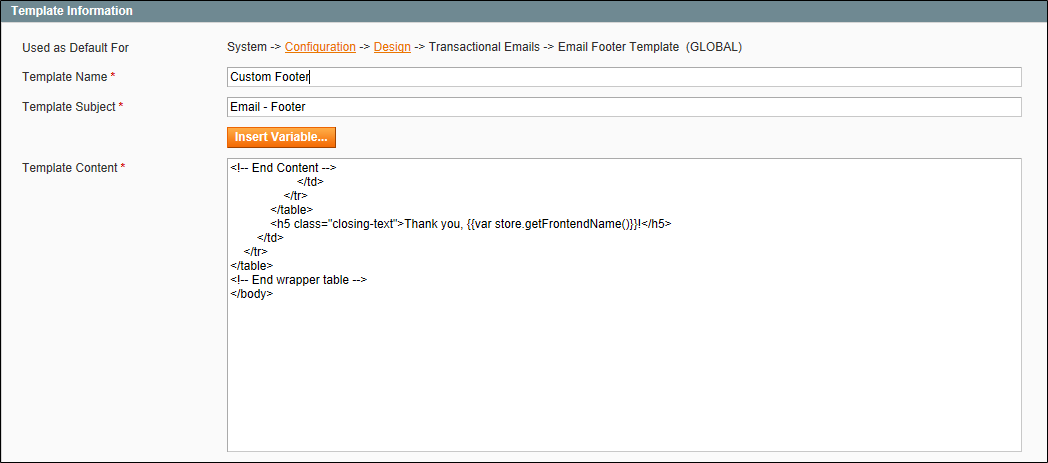 Template Information
Used as Default For System -> Configuration -> Design -> Transactional Emails -> Email Footer Template (GLOBAL)
Template Name * Custom Footer
Template Subject * Email - Footer
Insert Variable...
Template Content * <!-- End Content -->
</td>
</tr>
</table>
<h5 class="closing-text">Thank you, {{var store.getFrontendName()}}!</h5>
</td>
</tr>
</table>
<!-- End wrapper table -->
</body>